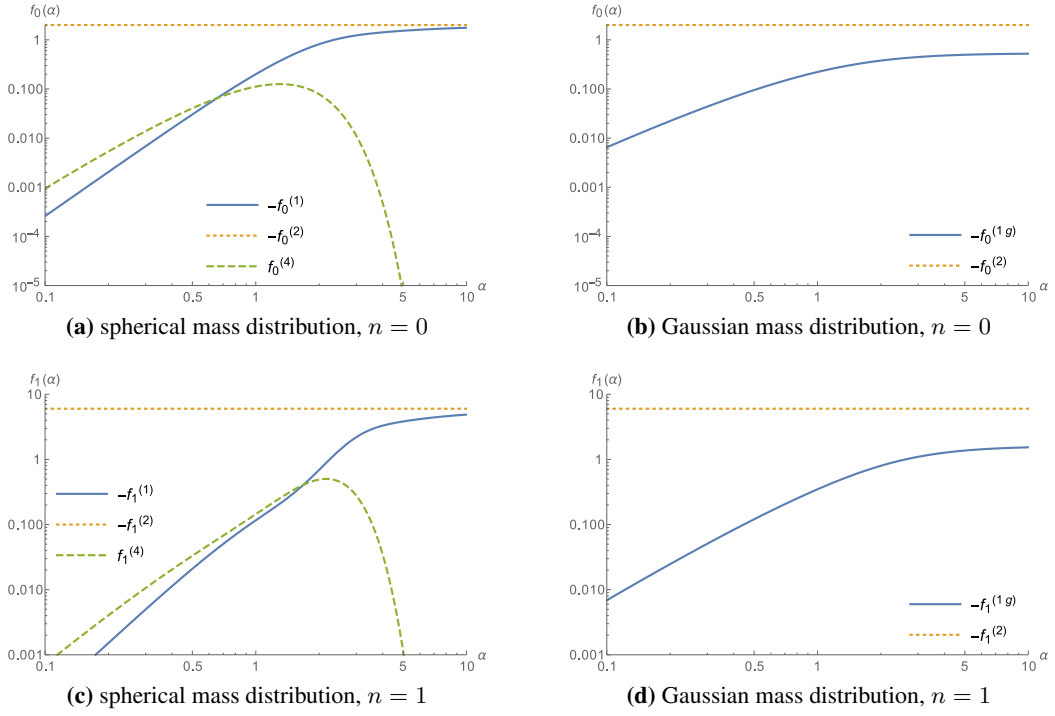 f₀(α)
1
0.100
0.010
0.001
10⁻⁴
10⁻⁵
0.1 0.5 1 5 10 α
−f₀⁽¹⁾
−f₀⁽²⁾
f₀⁽⁴⁾
(a) spherical mass distribution, n = 0
f₀(α)
1
0.100
0.010
0.001
10⁻⁴
10⁻⁵
0.1 0.5 1 5 10 α
−f₀⁽¹ ᵍ⁾
−f₀⁽²⁾
(b) Gaussian mass distribution, n = 0
f₁(α)
10
1
0.100
0.010
0.001
0.1 0.5 1 5 10 α
−f₁⁽¹⁾
−f₁⁽²⁾
f₁⁽⁴⁾
(c) spherical mass distribution, n = 1
f₁(α)
10
1
0.100
0.010
0.001
0.1 0.5 1 5 10 α
−f₁⁽¹ ᵍ⁾
−f₁⁽²⁾
(d) Gaussian mass distribution, n = 1